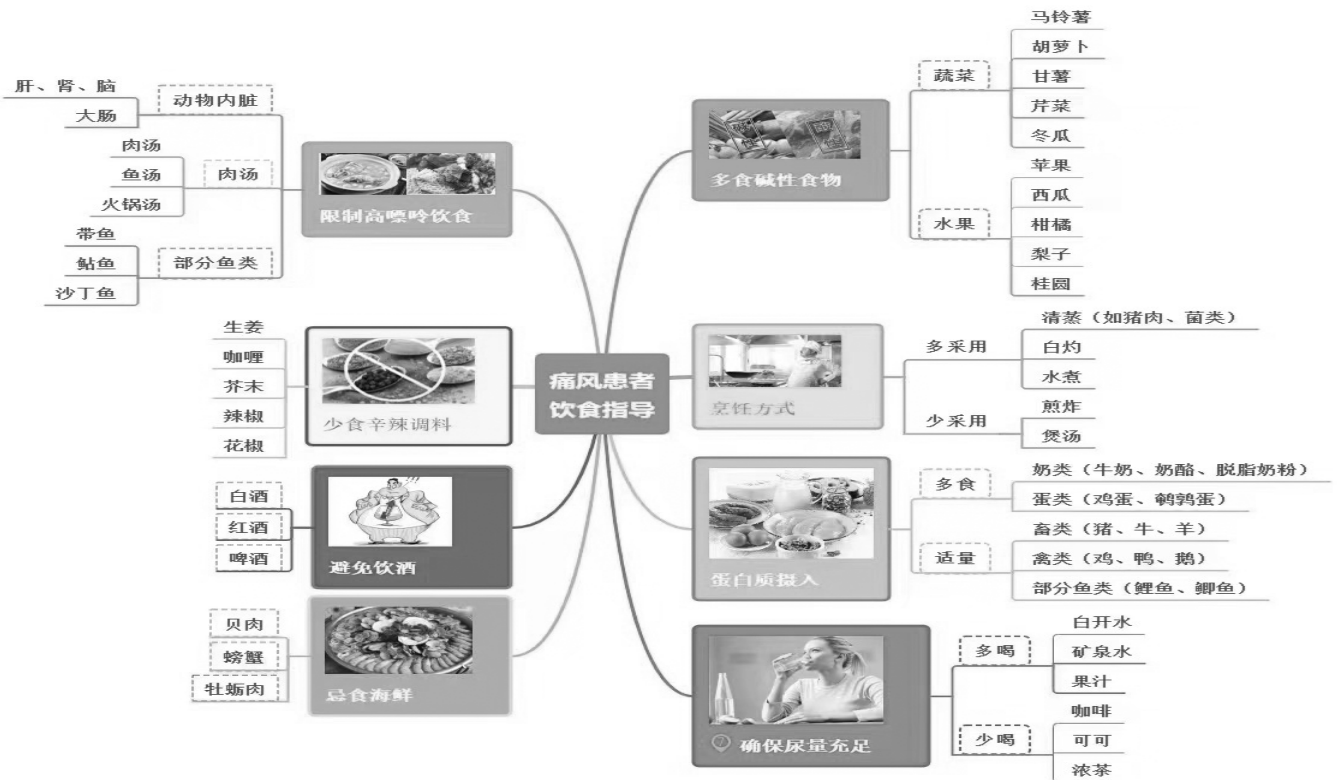 痛风患者
饮食指导
限制高嘌呤饮食
动物内脏
肝、肾、脑
大肠
肉汤
肉汤
鱼汤
火锅汤
部分鱼类
带鱼
鲇鱼
沙丁鱼
少食辛辣调料
生姜
咖喱
芥末
辣椒
花椒
避免饮酒
白酒
红酒
啤酒
忌食海鲜
贝肉
螃蟹
牡蛎肉
多食碱性食物
蔬菜
马铃薯
胡萝卜
甘薯
芹菜
冬瓜
水果
苹果
西瓜
柑橘
梨子
桂圆
烹饪方式
多采用
清蒸（如猪肉、菌类）
白灼
水煮
少采用
煎炸
煲汤
蛋白质摄入
多食
奶类（牛奶、奶酪、脱脂奶粉）
蛋类（鸡蛋、鹌鹑蛋）
适量
畜类（猪、牛、羊）
禽类（鸡、鸭、鹅）
部分鱼类（鲤鱼、鲫鱼）
确保尿量充足
多喝
白开水
矿泉水
果汁
少喝
咖啡
可可
浓茶